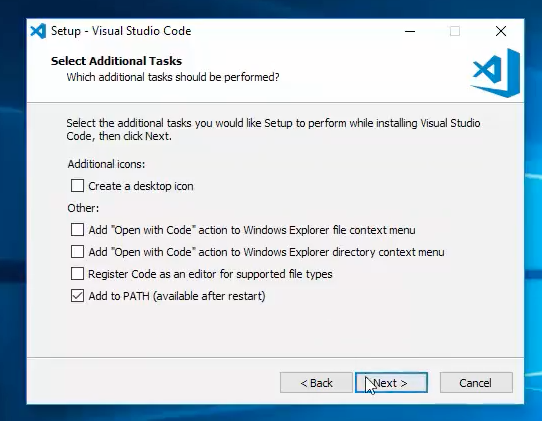 Setup - Visual Studio Code
Select Additional Tasks
Which additional tasks should be performed?
Select the additional tasks you would like Setup to perform while installing Visual Studio
Code, then click Next.
Additional icons:
Create a desktop icon
Other:
Add "Open with Code" action to Windows Explorer file context menu
Add "Open with Code" action to Windows Explorer directory context menu
Register Code as an editor for supported file types
Add to PATH (available after restart)
< Back
Next >
Cancel